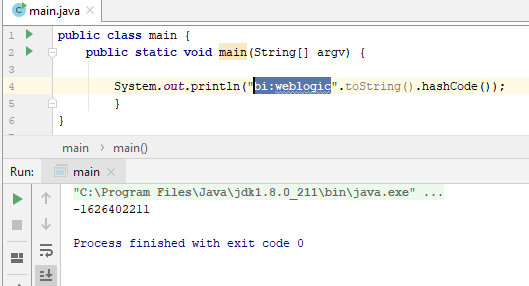 main.java
1 public class main {
2 public static void main(String[] argv) {
3
4 System.out.println("bi:weblogic".toString().hashCode());
5 }
6 }
main main()
Run: main
"C:\Program Files\Java\jdk1.8.0_211\bin\java.exe" ...
-1626402211
Process finished with exit code 0